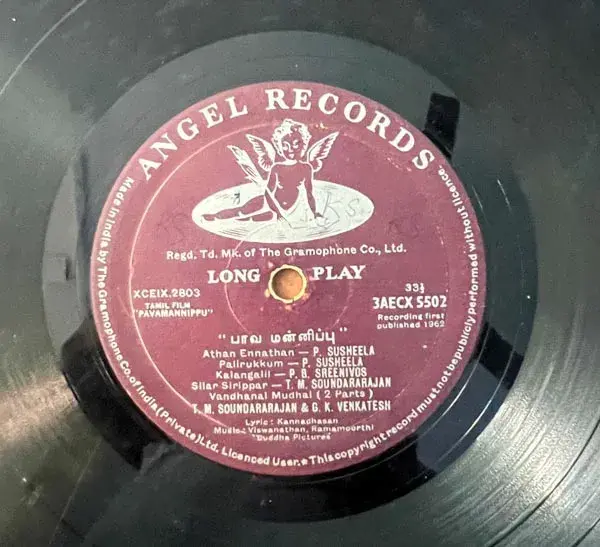 ANGEL RECORDS
Regd. Td. Mk. of The Gramophone Co., Ltd.
LONG PLAY
XCEIX.2803
33⅓
TAMIL FILM
"PAVAMANNIPPU"
3AECX 5502
Recording first
published 1962
"பாவ மன்னிப்பு"
Athan Ennathan – P. SUSHEELA
Palirukkum – P. SUSHEELA
Kalangalil – P. B. SREENIVOS
Silar Sirippar – T. M. SOUNDARARAJAN
Vandhanal Mudhal ( 2 Parts )
T. M. SOUNDARARAJAN & G. K. VENKATESH
Lyric: Kannadhasan
Music: Viswanathan, Ramamoorthi
"Buddha Pictures"
Made in India by The Gramophone Co. of India (Private) Ltd. Licenced User.★This copyright record must not be publicly performed without licence.